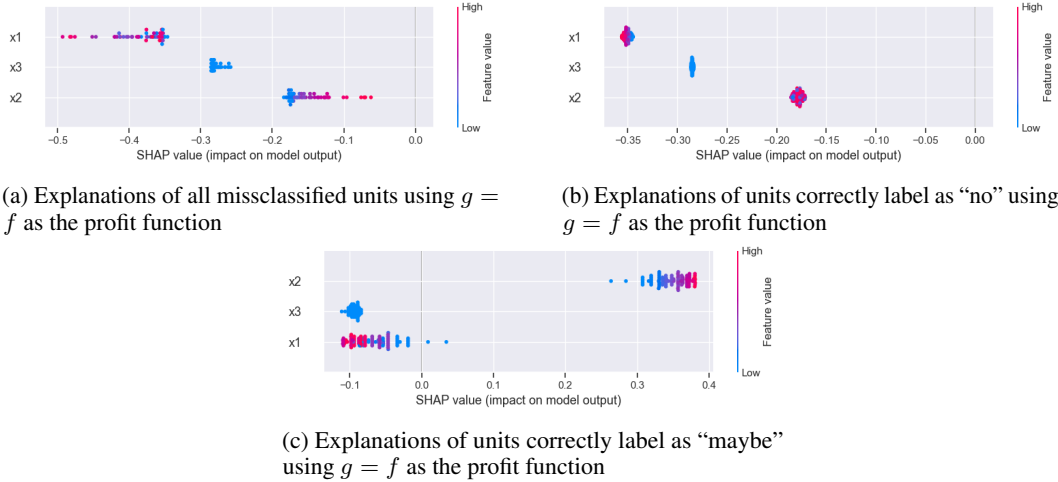 High
x1
x3
x2
Feature value
Low
−0.5 −0.4 −0.3 −0.2 −0.1 0.0
SHAP value (impact on model output)
(a) Explanations of all missclassified units using g =
f as the profit function
High
x1
x3
x2
Feature value
Low
−0.35 −0.30 −0.25 −0.20 −0.15 −0.10 −0.05 0.00
SHAP value (impact on model output)
(b) Explanations of units correctly label as “no” using
g = f as the profit function
High
x2
x3
x1
Feature value
Low
−0.1 0.0 0.1 0.2 0.3 0.4
SHAP value (impact on model output)
(c) Explanations of units correctly label as “maybe”
using g = f as the profit function